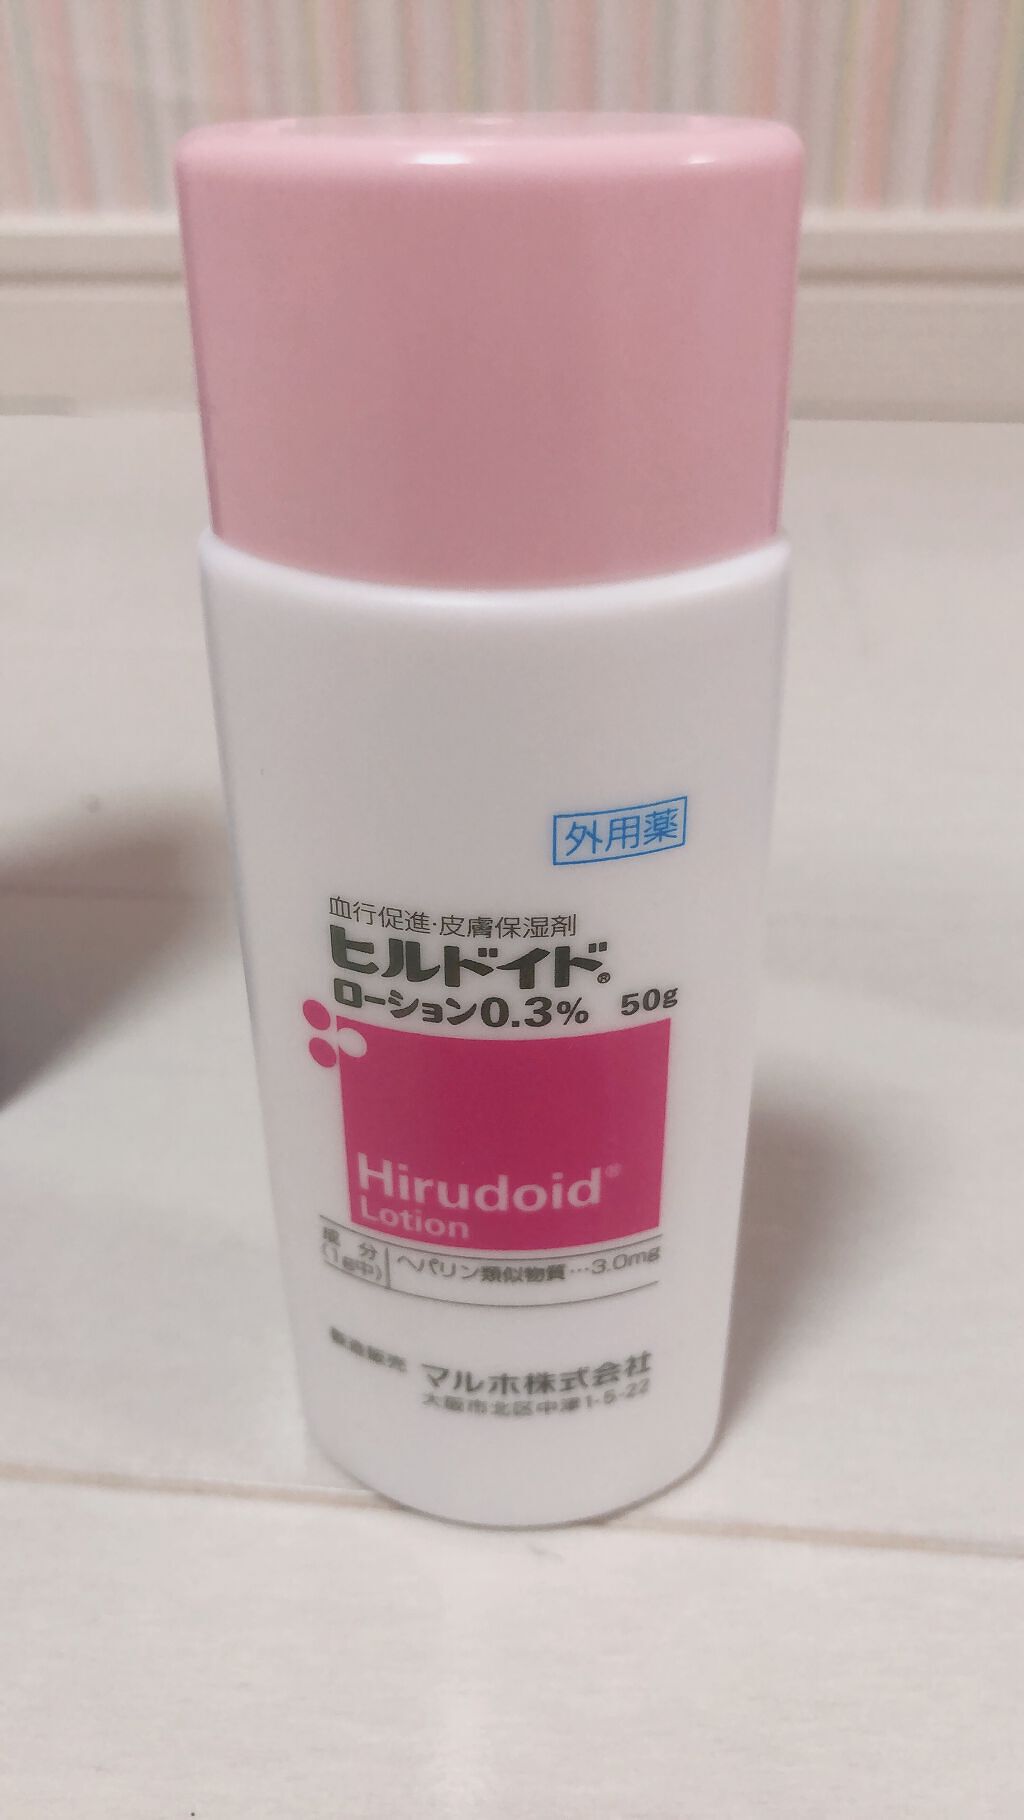 外用薬
血行促進・皮膚保湿剤
ヒルドイド®
ローション0.3% 50g
Hirudoid®
Lotion
成分 ヘパリン類似物質…3.0mg
(1g中)
製造販売 マルホ株式会社
大阪市北区中津1-5-22